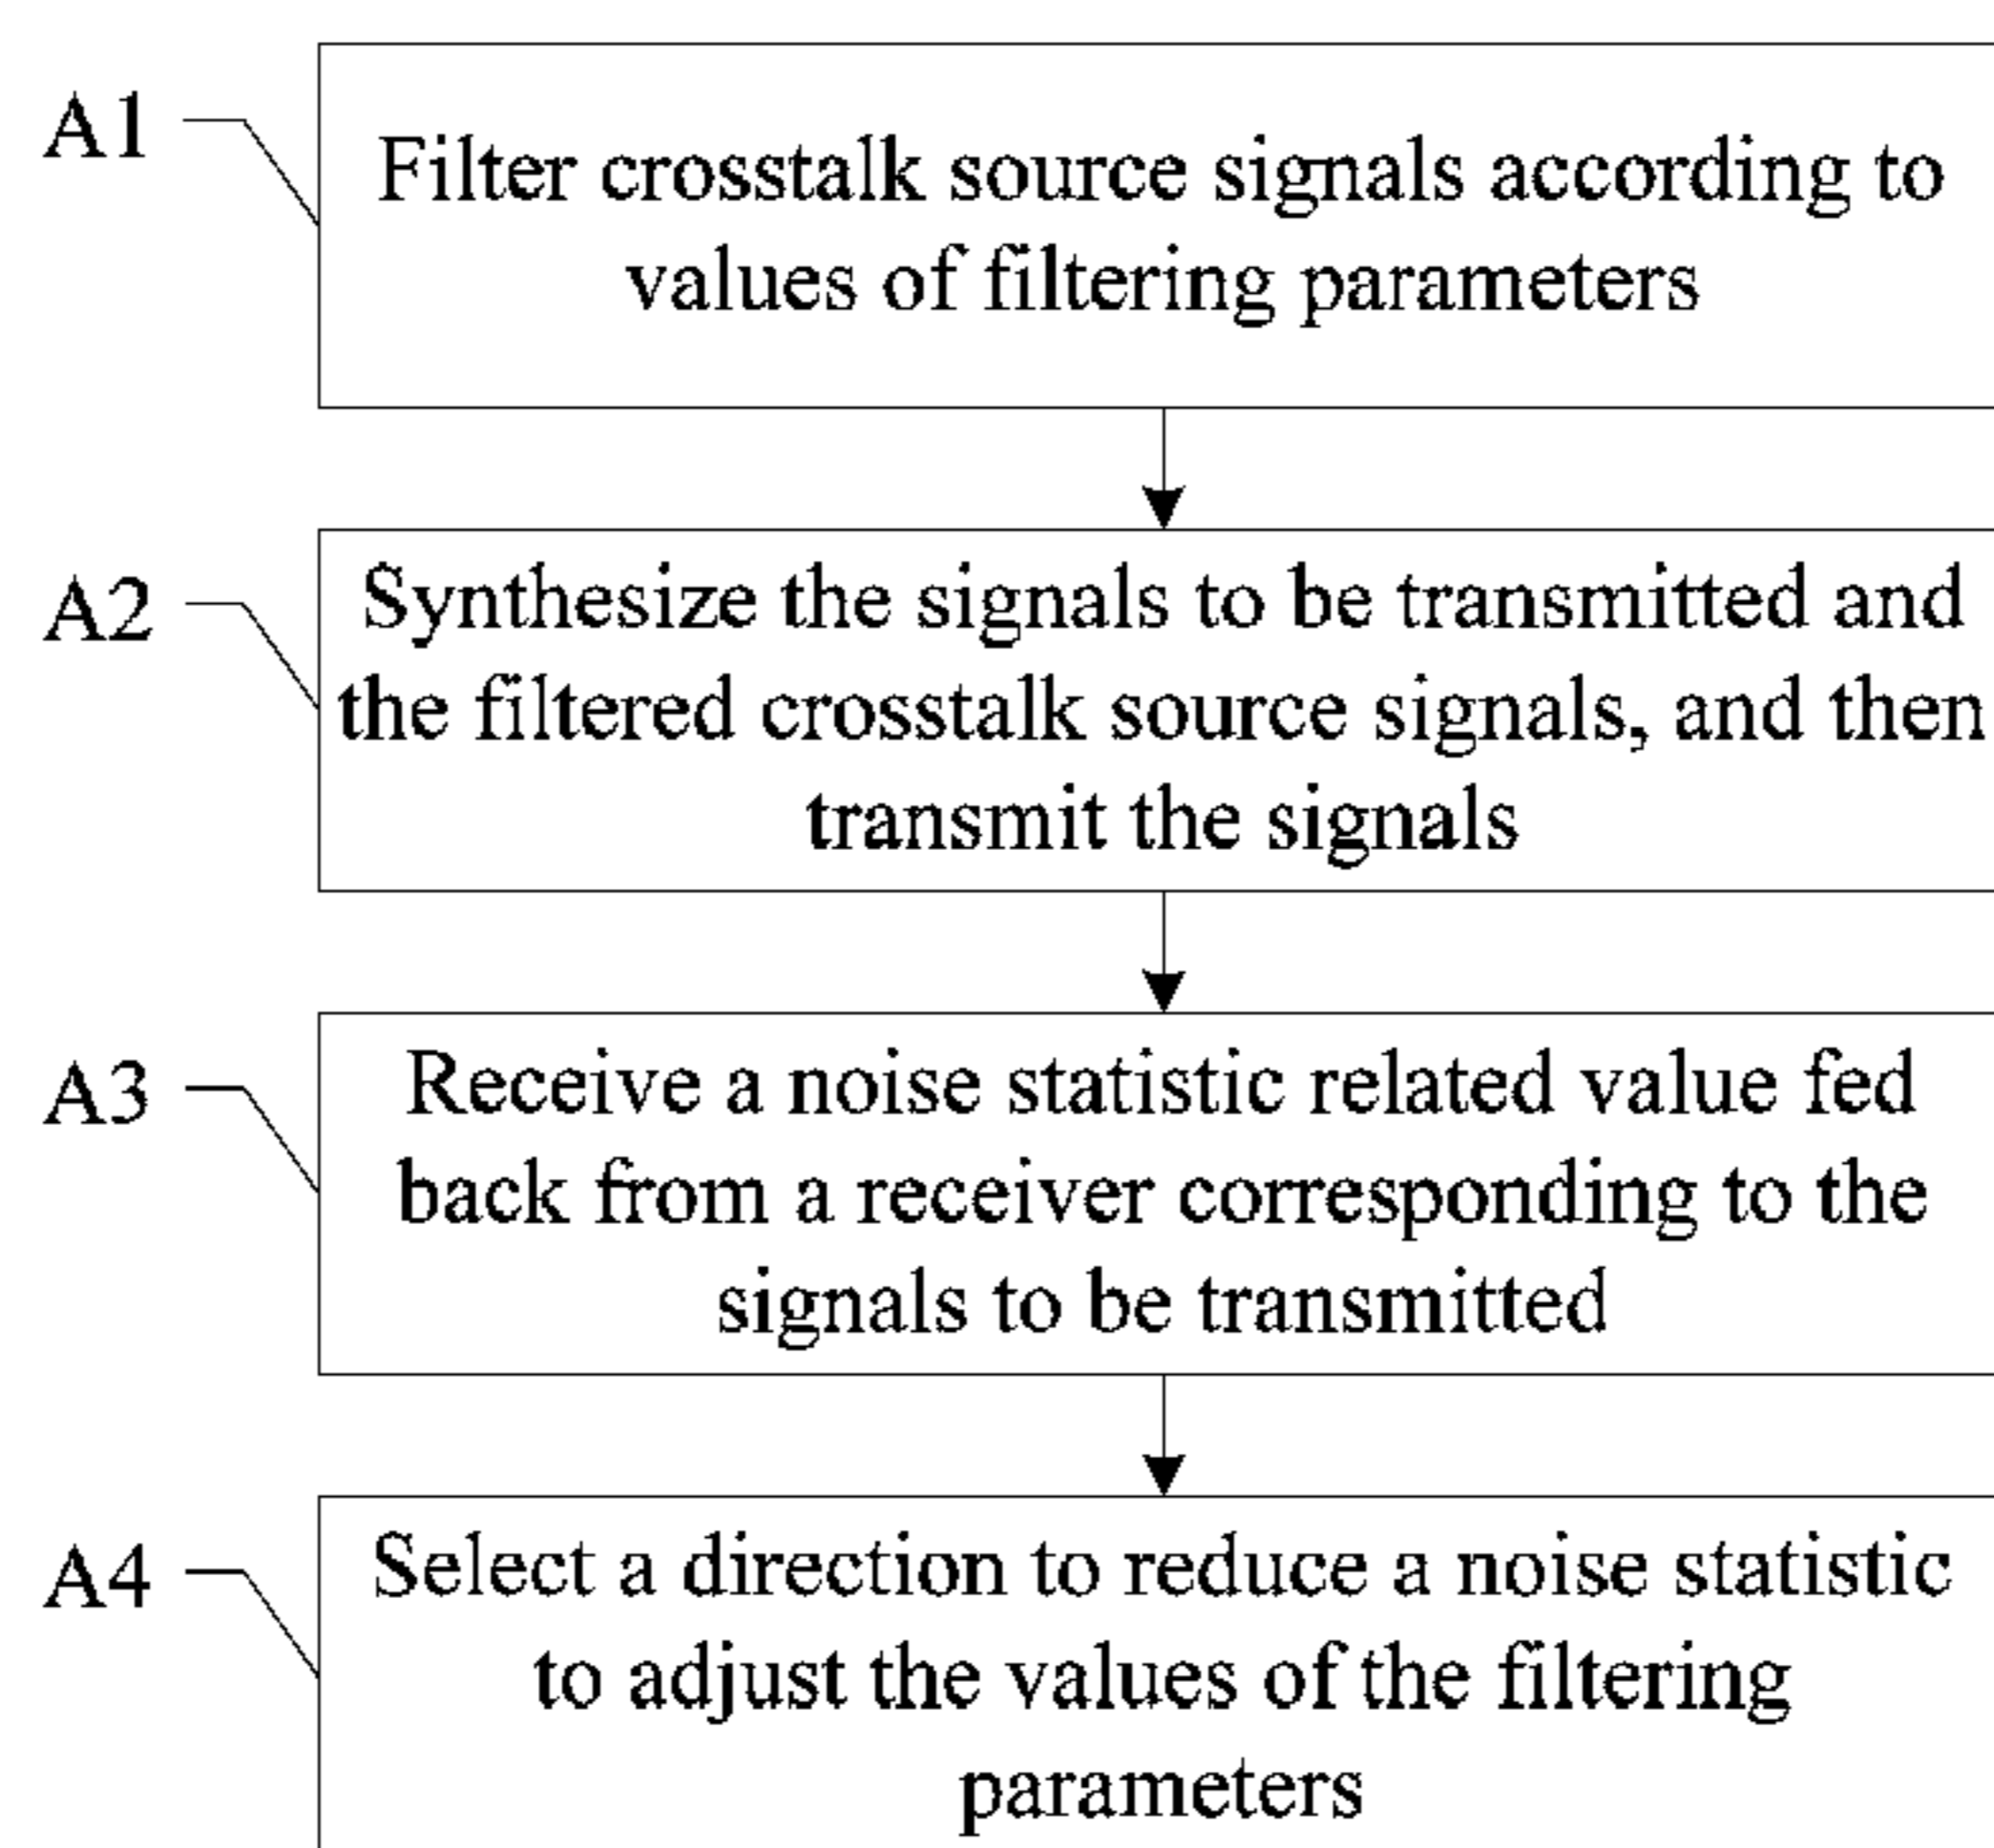 A1
Filter crosstalk source signals according to
values of filtering parameters
A2
Synthesize the signals to be transmitted and
the filtered crosstalk source signals, and then
transmit the signals
A3
Receive a noise statistic related value fed
back from a receiver corresponding to the
signals to be transmitted
A4
Select a direction to reduce a noise statistic
to adjust the values of the filtering
parameters